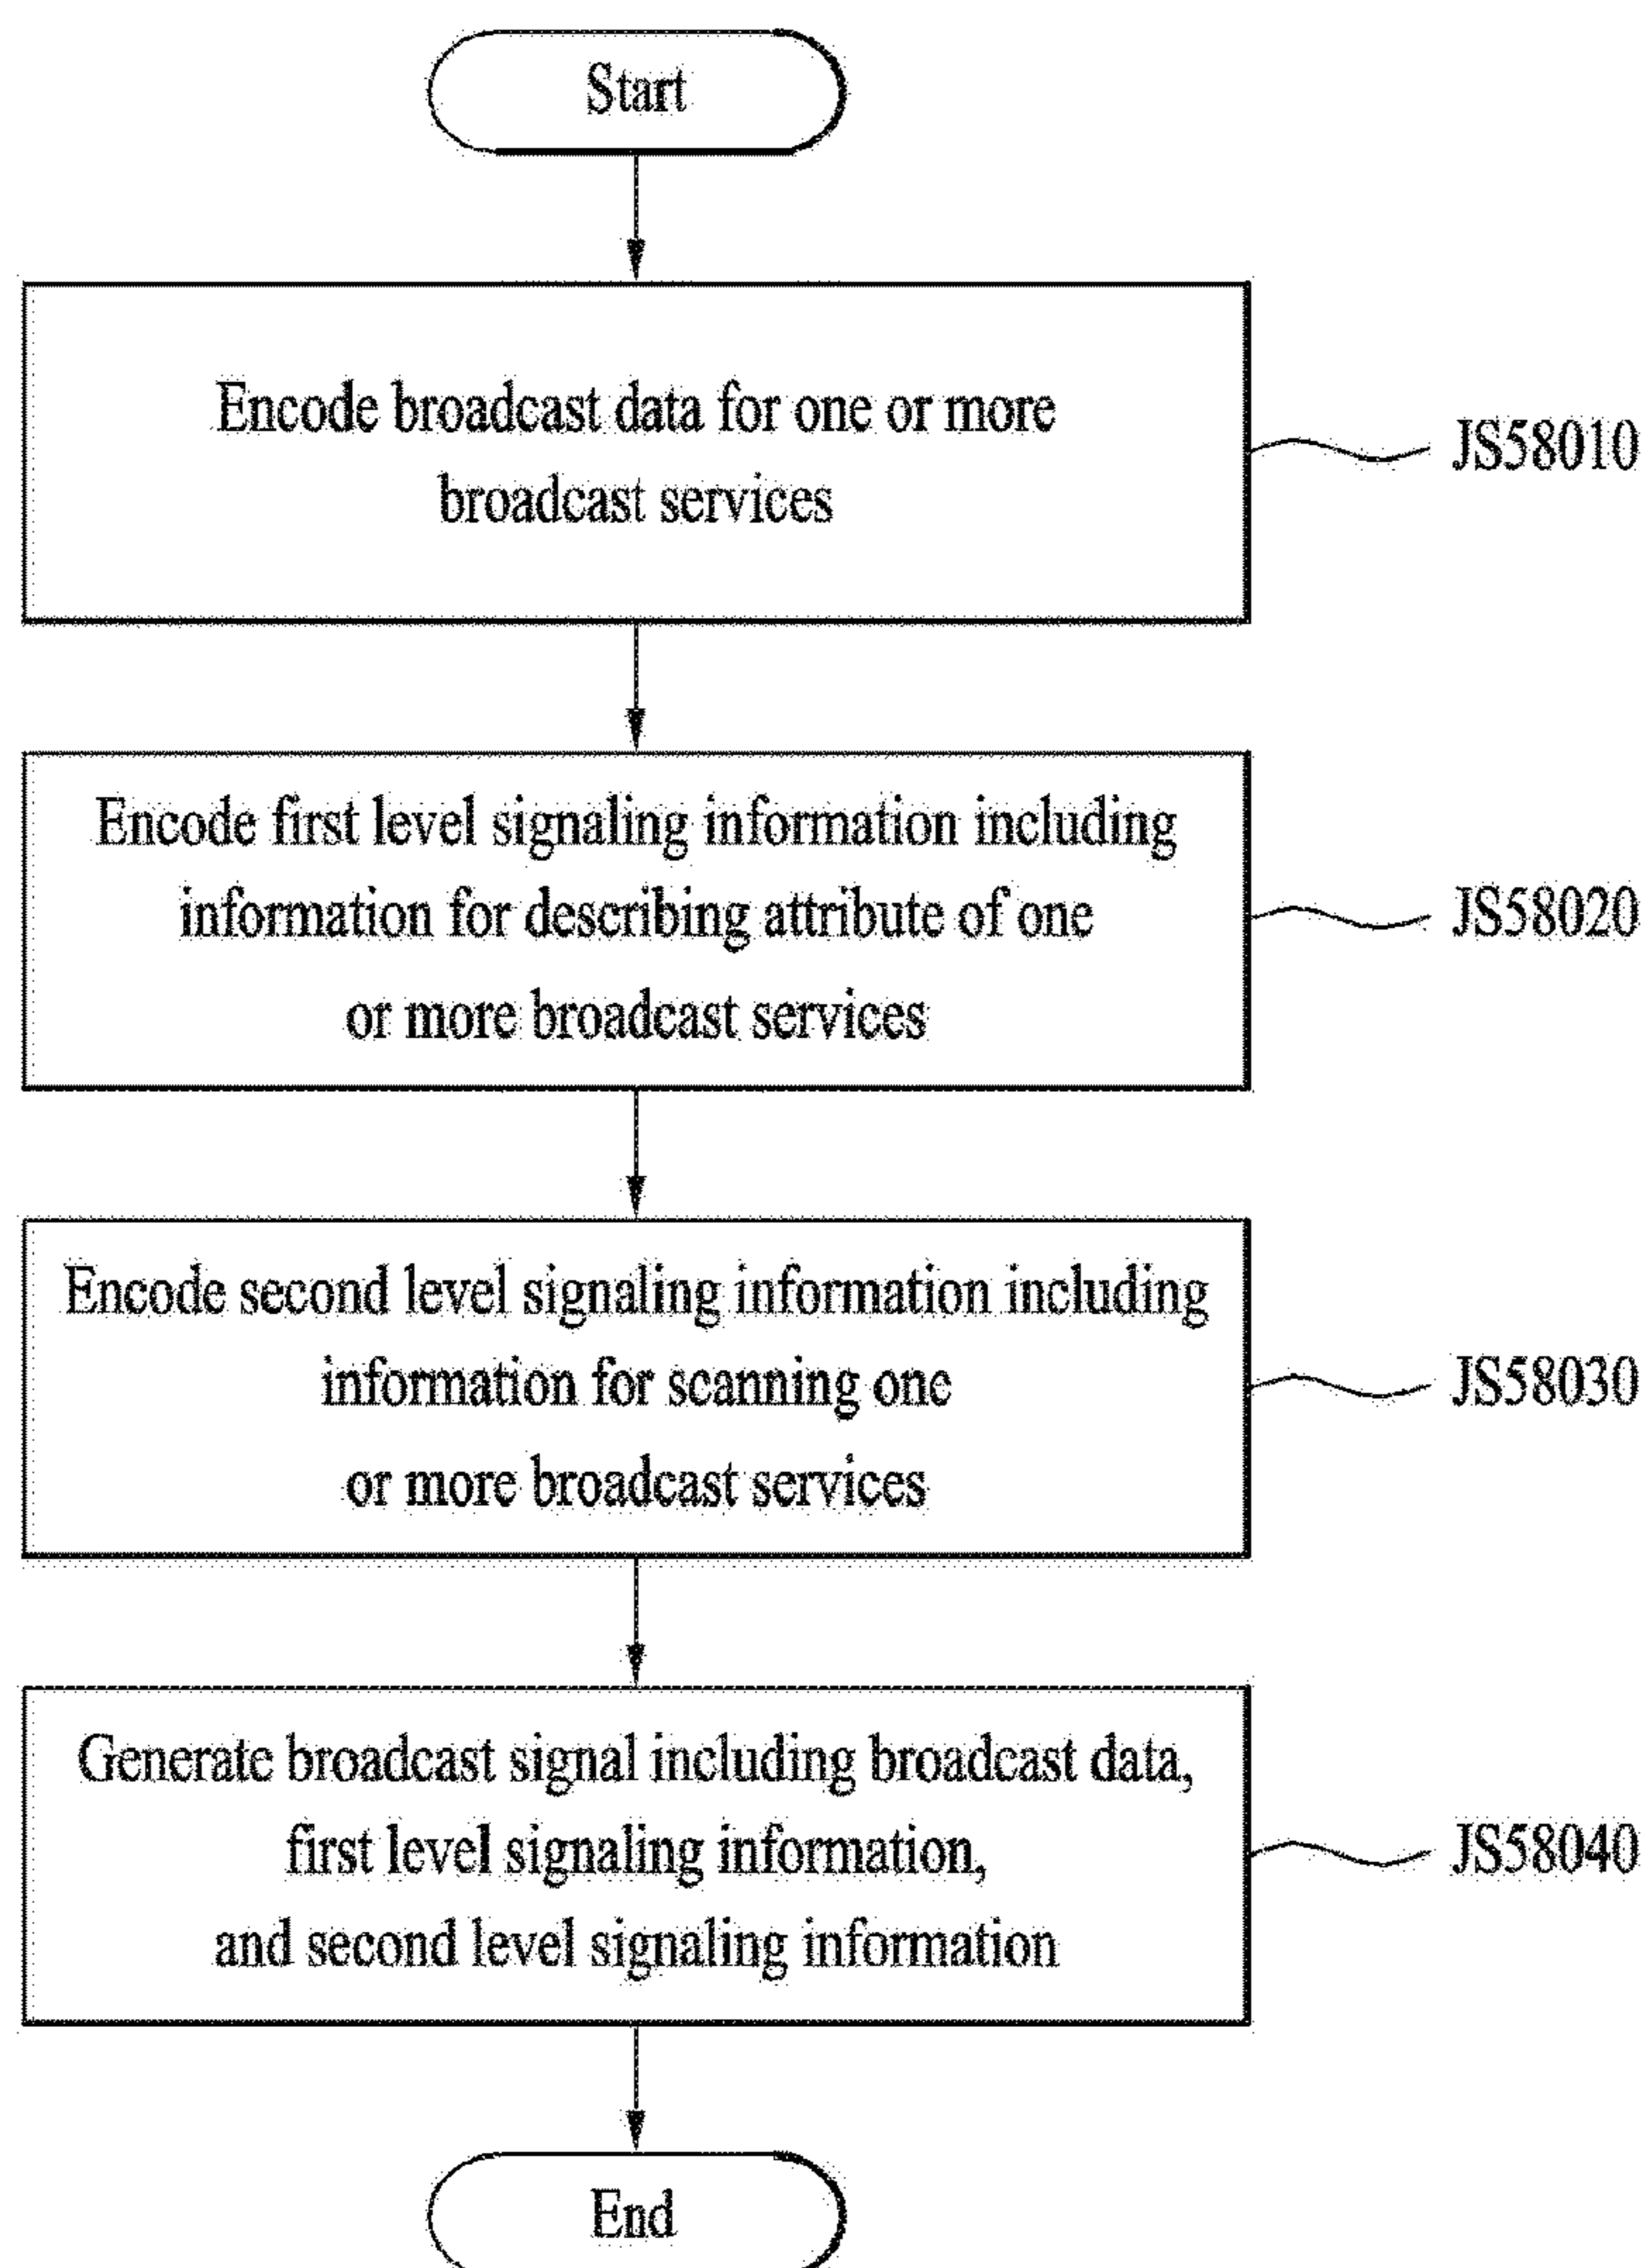 Start
Encode broadcast data for one or more
broadcast services
JS58010
Encode first level signaling information including
information for describing attribute of one
or more broadcast services
JS58020
Encode second level signaling information including
information for scanning one
or more broadcast services
JS58030
Generate broadcast signal including broadcast data,
first level signaling information,
and second level signaling information
JS58040
End